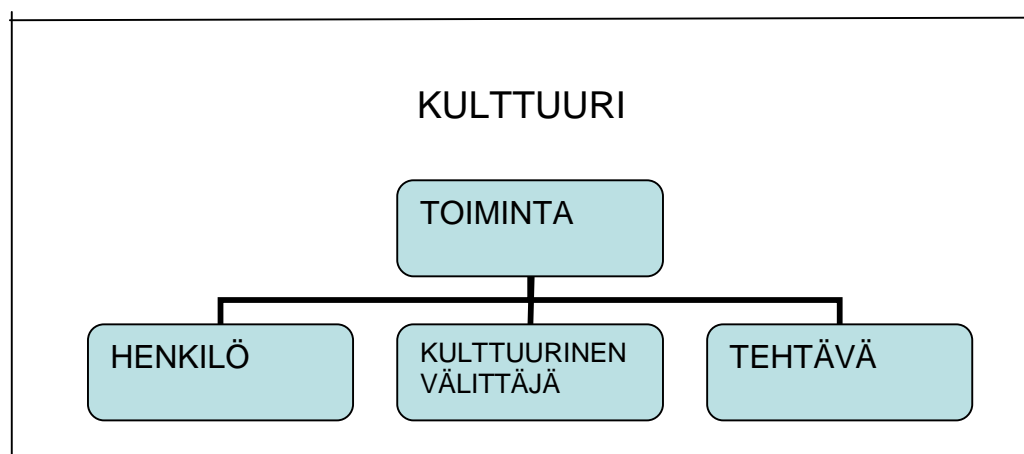 KULTTUURI
TOIMINTA
HENKILÖ
KULTTUURINEN
VÄLITTÄJÄ
TEHTÄVÄ